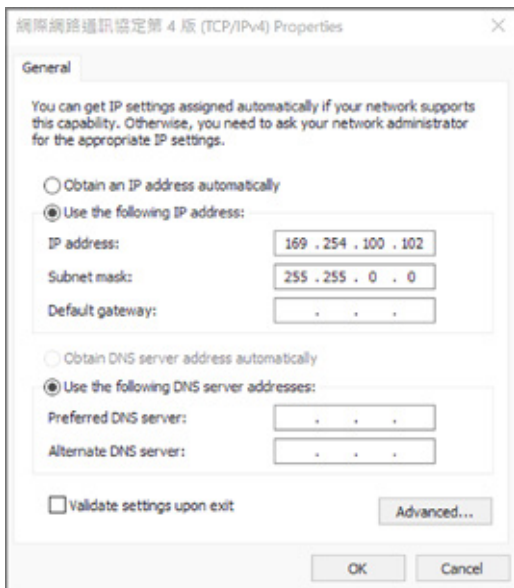 網際網路通訊協定第 4 版 (TCP/IPv4) Properties
General
You can get IP settings assigned automatically if your network supports
this capability. Otherwise, you need to ask your network administrator
for the appropriate IP settings.
Obtain an IP address automatically
Use the following IP address:
IP address: 169 . 254 . 100 . 102
Subnet mask: 255 . 255 . 0 . 0
Default gateway: . . .
Obtain DNS server address automatically
Use the following DNS server addresses:
Preferred DNS server: . . .
Alternate DNS server: . . .
Validate settings upon exit
Advanced...
OK Cancel